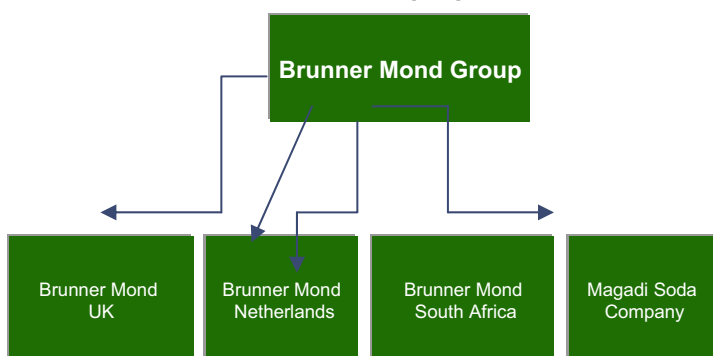 Brunner Mond Group
Brunner Mond
UK
Brunner Mond
Netherlands
Brunner Mond
South Africa
Magadi Soda
Company